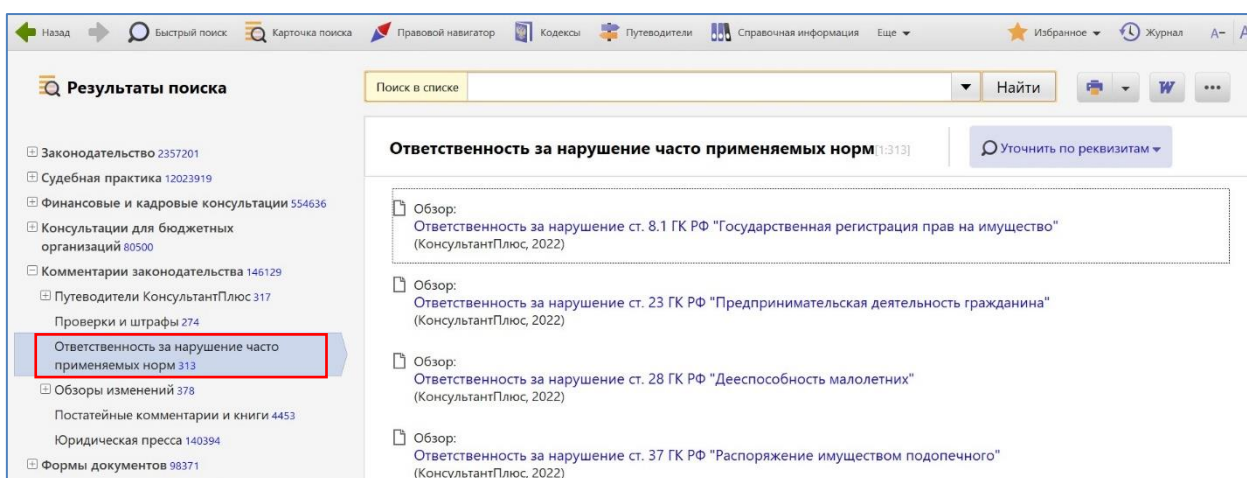 Назад Быстрый поиск Карточка поиска Правовой навигатор Кодексы Путеводители Справочная информация Еще Избранное Журнал A−
Результаты поиска
Поиск в списке Найти W •••
Законодательство 2357201
Судебная практика 12023919
Финансовые и кадровые консультации 554636
Консультации для бюджетных
организаций 80500
Комментарии законодательства 146129
Путеводители КонсультантПлюс 317
Проверки и штрафы 274
Ответственность за нарушение часто
применяемых норм 313
Обзоры изменений 378
Постатейные комментарии и книги 4453
Юридическая пресса 140394
Формы документов 98371
Ответственность за нарушение часто применяемых норм[1:313] Уточнить по реквизитам
Обзор:
Ответственность за нарушение ст. 8.1 ГК РФ "Государственная регистрация прав на имущество"
(КонсультантПлюс, 2022)
Обзор:
Ответственность за нарушение ст. 23 ГК РФ "Предпринимательская деятельность гражданина"
(КонсультантПлюс, 2022)
Обзор:
Ответственность за нарушение ст. 28 ГК РФ "Дееспособность малолетних"
(КонсультантПлюс, 2022)
Обзор:
Ответственность за нарушение ст. 37 ГК РФ "Распоряжение имуществом подопечного"
(КонсультантПлюс, 2022)